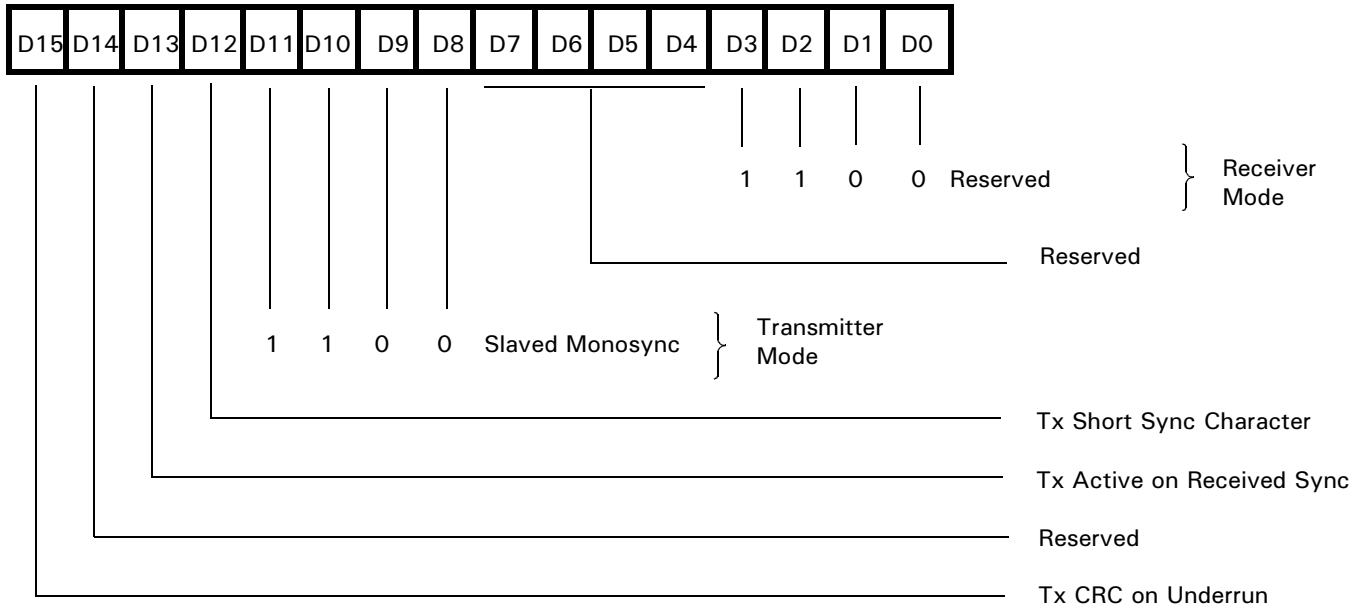 D15 D14 D13 D12 D11 D10 D9 D8 D7 D6 D5 D4 D3 D2 D1 D0
1 1 0 0 Reserved
Receiver
Mode
Reserved
1 1 0 0 Slaved Monosync
Transmitter
Mode
Tx Short Sync Character
Tx Active on Received Sync
Reserved
Tx CRC on Underrun